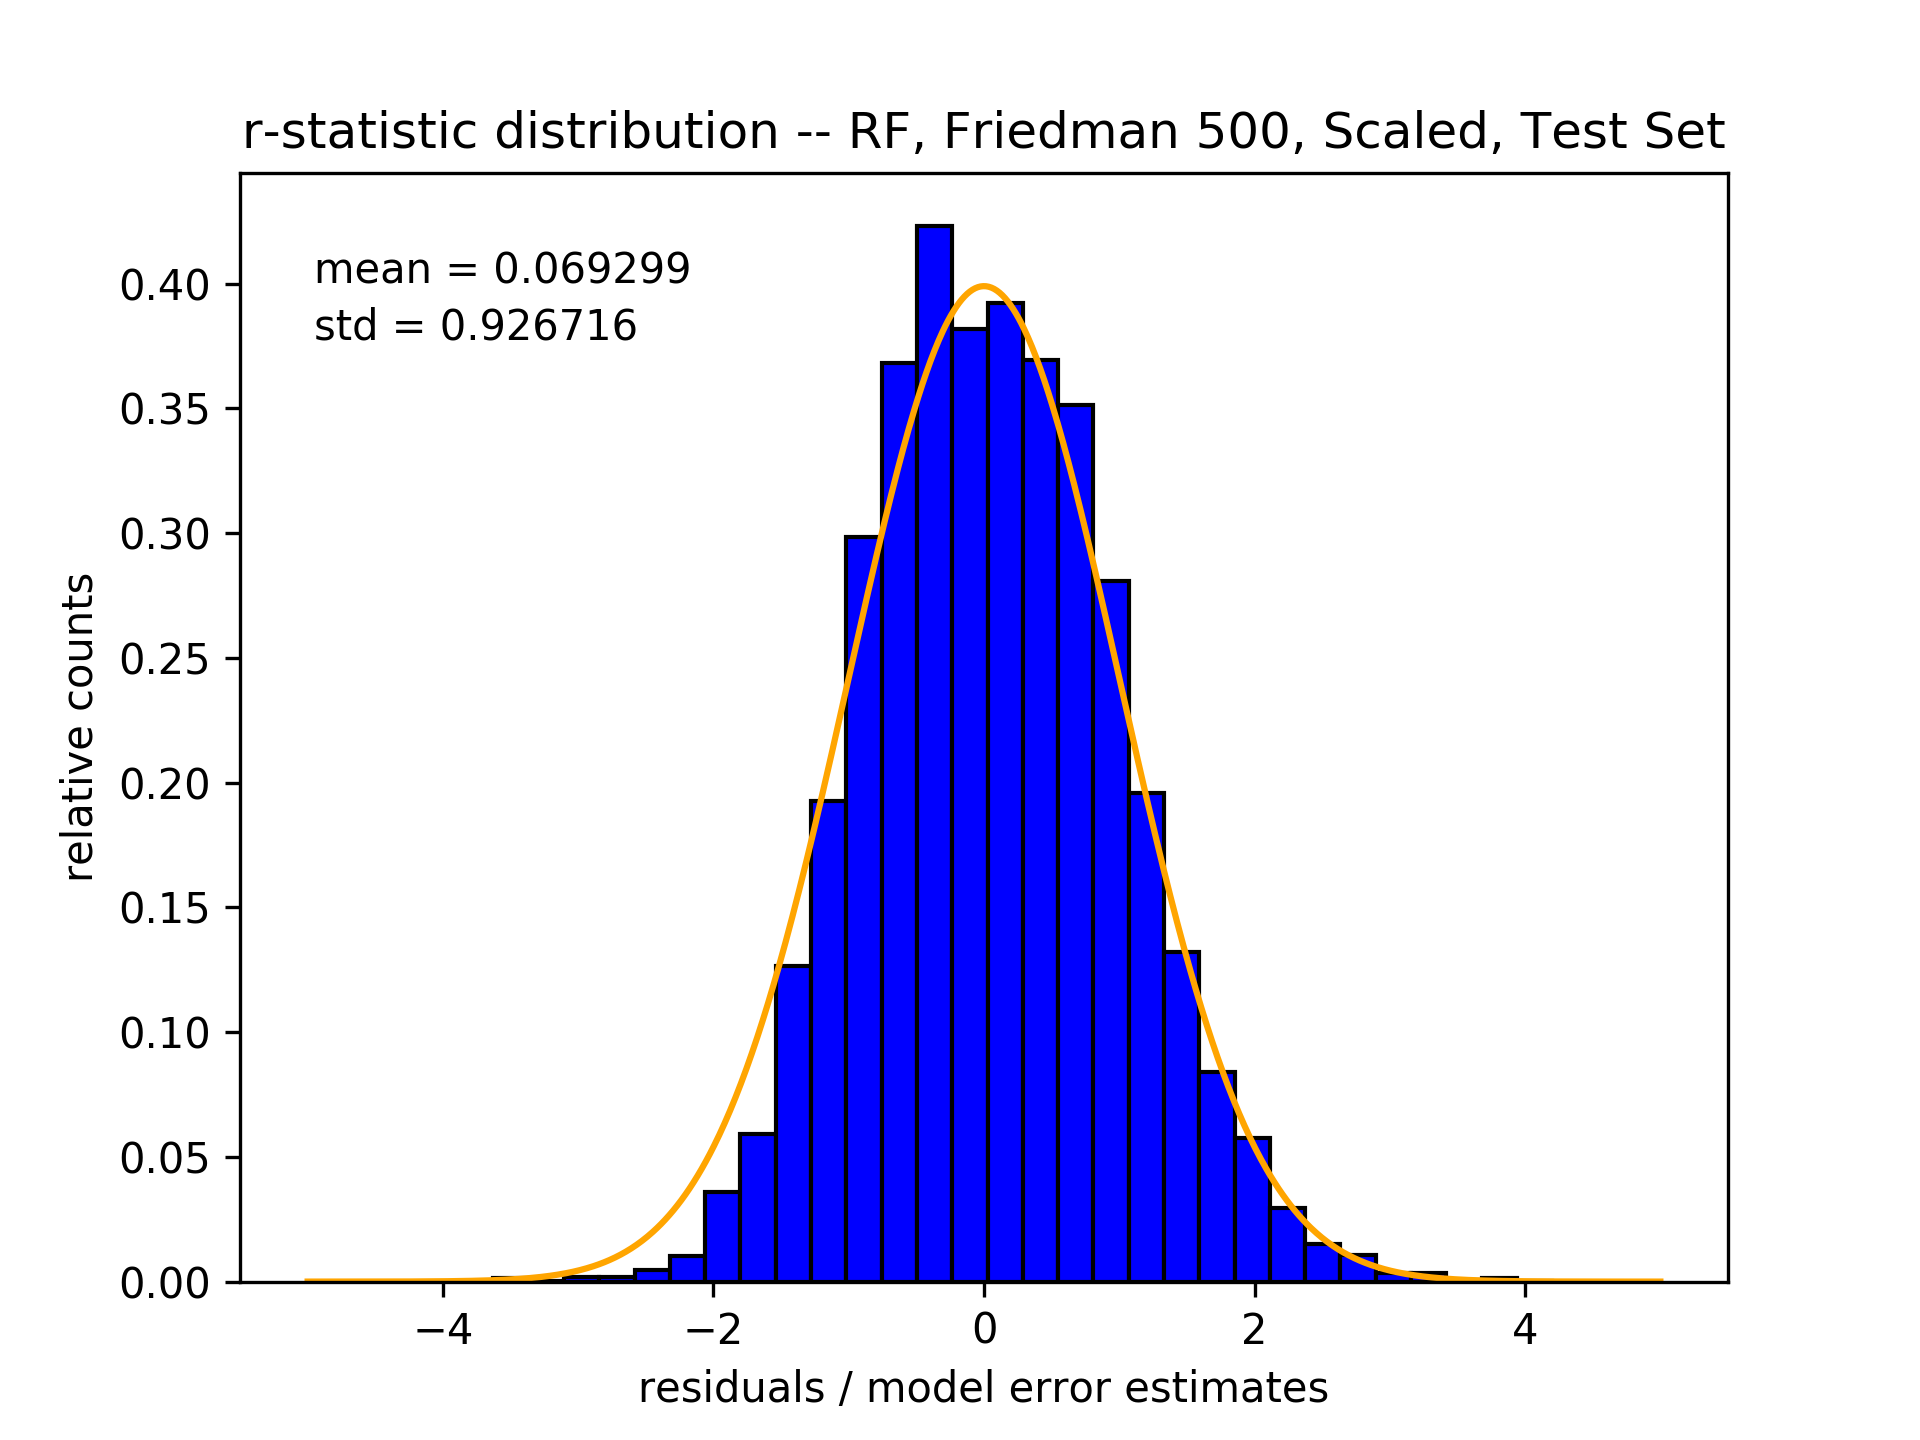 r-statistic distribution -- RF, Friedman 500, Scaled, Test Set
mean = 0.069299
std = 0.926716
0.40
0.35
0.30
0.25
0.20
0.15
0.10
0.05
0.00
relative counts
−4
−2
0
2
4
residuals / model error estimates